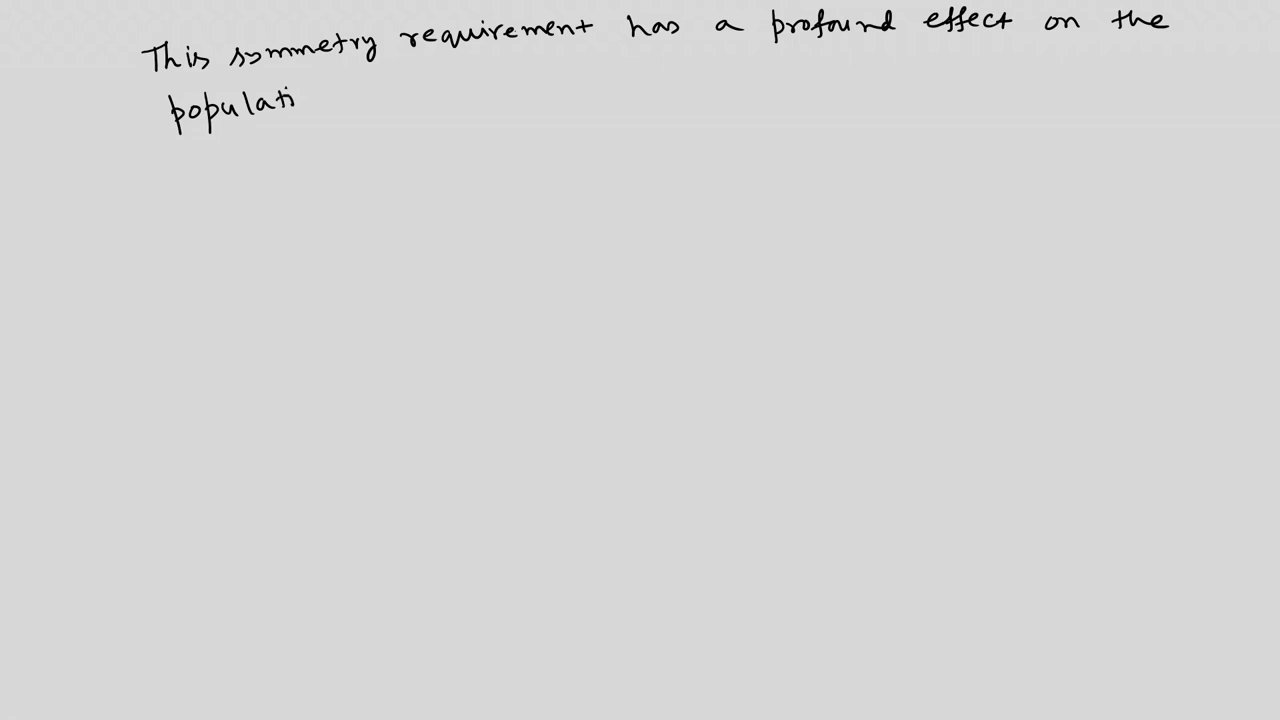 This symmetry requirement has a profound effect on the
populati